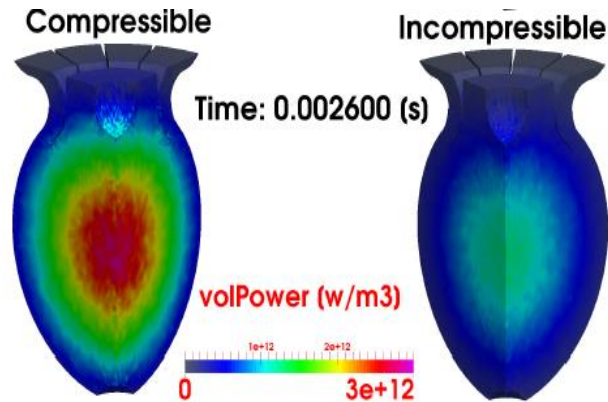 Compressible
Incompressible
Time: 0.002600 (s)
volPower (w/m3)
1e+12 2e+12
0 3e+12